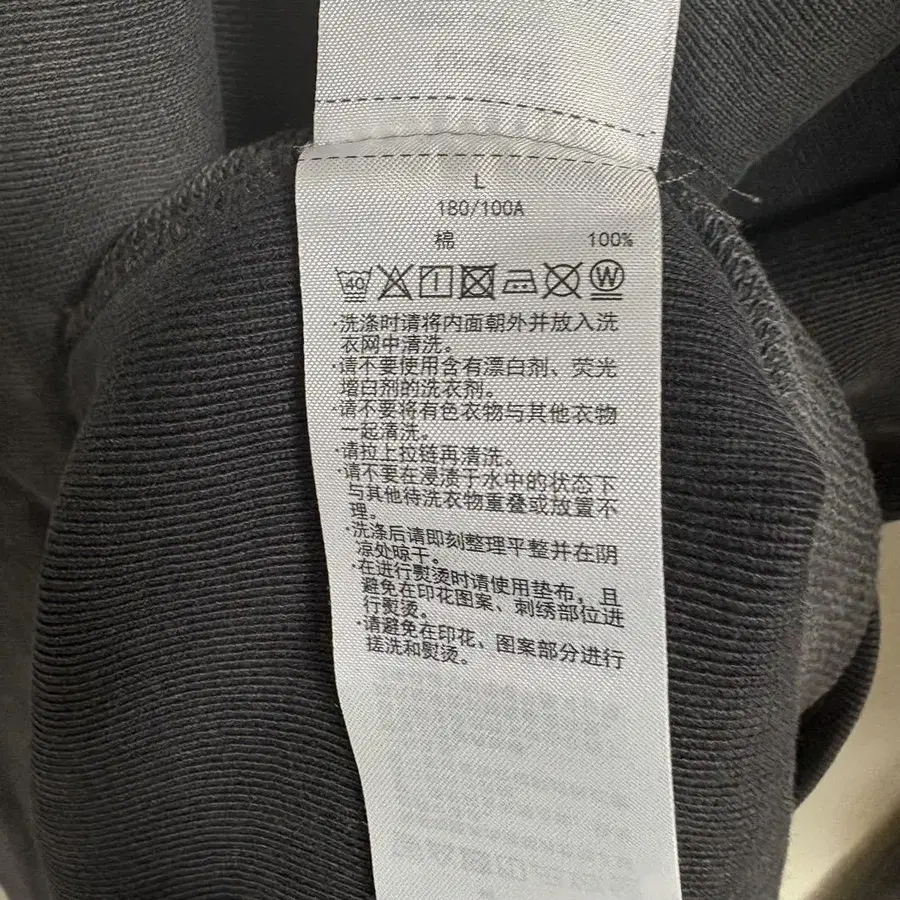 L
180/100A
棉 100%
40 W
·洗涤时请将内面朝外并放入洗
衣网中清洗。
·请不要使用含有漂白剂、荧光
增白剂的洗衣剂。
·请不要将有色衣物与其他衣物
一起清洗。
·请拉上拉链再清洗。
·请不要在浸渍于水中的状态下
与其他待洗衣物重叠或放置不
理。
·洗涤后请即刻整理平整并在阴
凉处晾干。
·在进行熨烫时请使用垫布，且
避免在印花图案、刺绣部位进
行熨烫。
·请避免在印花、图案部分进行
搓洗和熨烫。